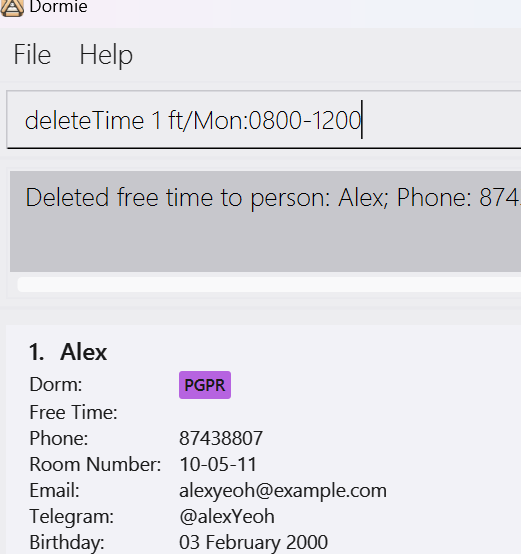 Dormie
File Help
deleteTime 1 ft/Mon:0800-1200
Deleted free time to person: Alex; Phone: 874
1. Alex
Dorm: PGPR
Free Time:
Phone: 87438807
Room Number: 10-05-11
Email: alexyeoh@example.com
Telegram: @alexYeoh
Birthday: 03 February 2000